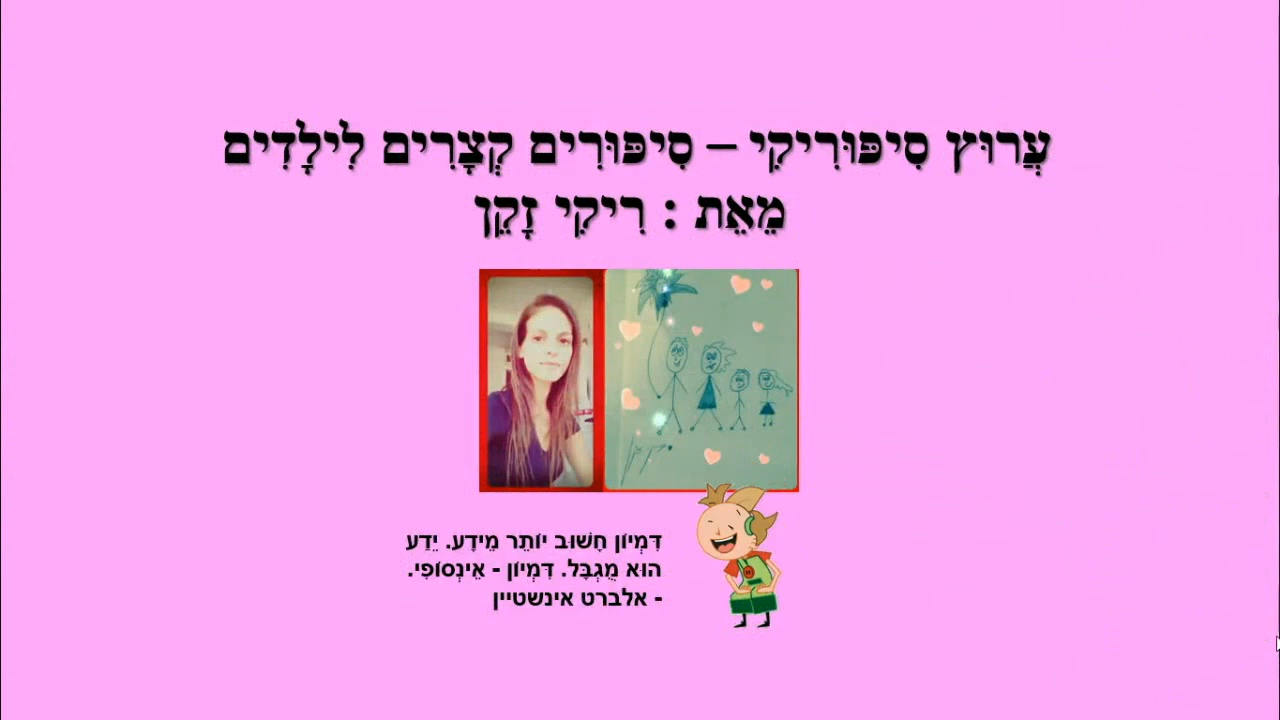 עֲרוּץ סִיפּוּרִיקִי – סִיפּוּרִים קְצָרִים לִילָדִים
מֵאֵת : רִיקִי זָקֵן
דִּמְיוֹן חָשׁוּב יוֹתֵר מֵידָע. יֵדַע
הוּא מֻגְבָּל. דִּמְיוֹן - אֵינְסוֹפִי.
- אלברט אינשטיין